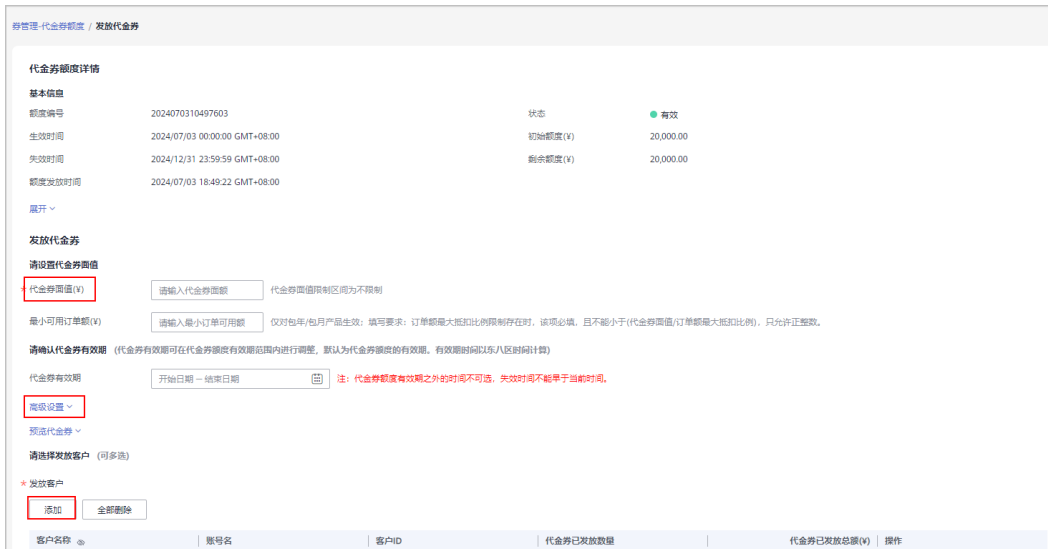 券管理-代金券额度 / 发放代金券
代金券额度详情
基本信息
额度编号 2024070310497603 状态 有效
生效时间 2024/07/03 00:00:00 GMT+08:00 初始额度(¥) 20,000.00
失效时间 2024/12/31 23:59:59 GMT+08:00 剩余额度(¥) 20,000.00
额度发放时间 2024/07/03 18:49:22 GMT+08:00
展开
发放代金券
请设置代金券面值
* 代金券面值(¥) 请输入代金券面额 代金券面值限制区间为不限制
最小可用订单额(¥) 请输入最小订单可用额 仅对包年/包月产品生效；填写要求：订单额最大抵扣比例限制存在时，该项必填，且不能小于(代金券面值/订单额最大抵扣比例)，只允许正整数。
请确认代金券有效期 (代金券有效期可在代金券额度有效期范围内进行调整，默认为代金券额度的有效期。有效期时间以东八区时间计算)
代金券有效期 开始日期 – 结束日期 注：代金券额度有效期之外的时间不可选，失效时间不能早于当前时间。
高级设置
预览代金券
请选择发放客户 (可多选)
* 发放客户
添加 全部删除
客户名称 账号名 客户ID 代金券已发放数量 代金券已发放总额(¥) 操作